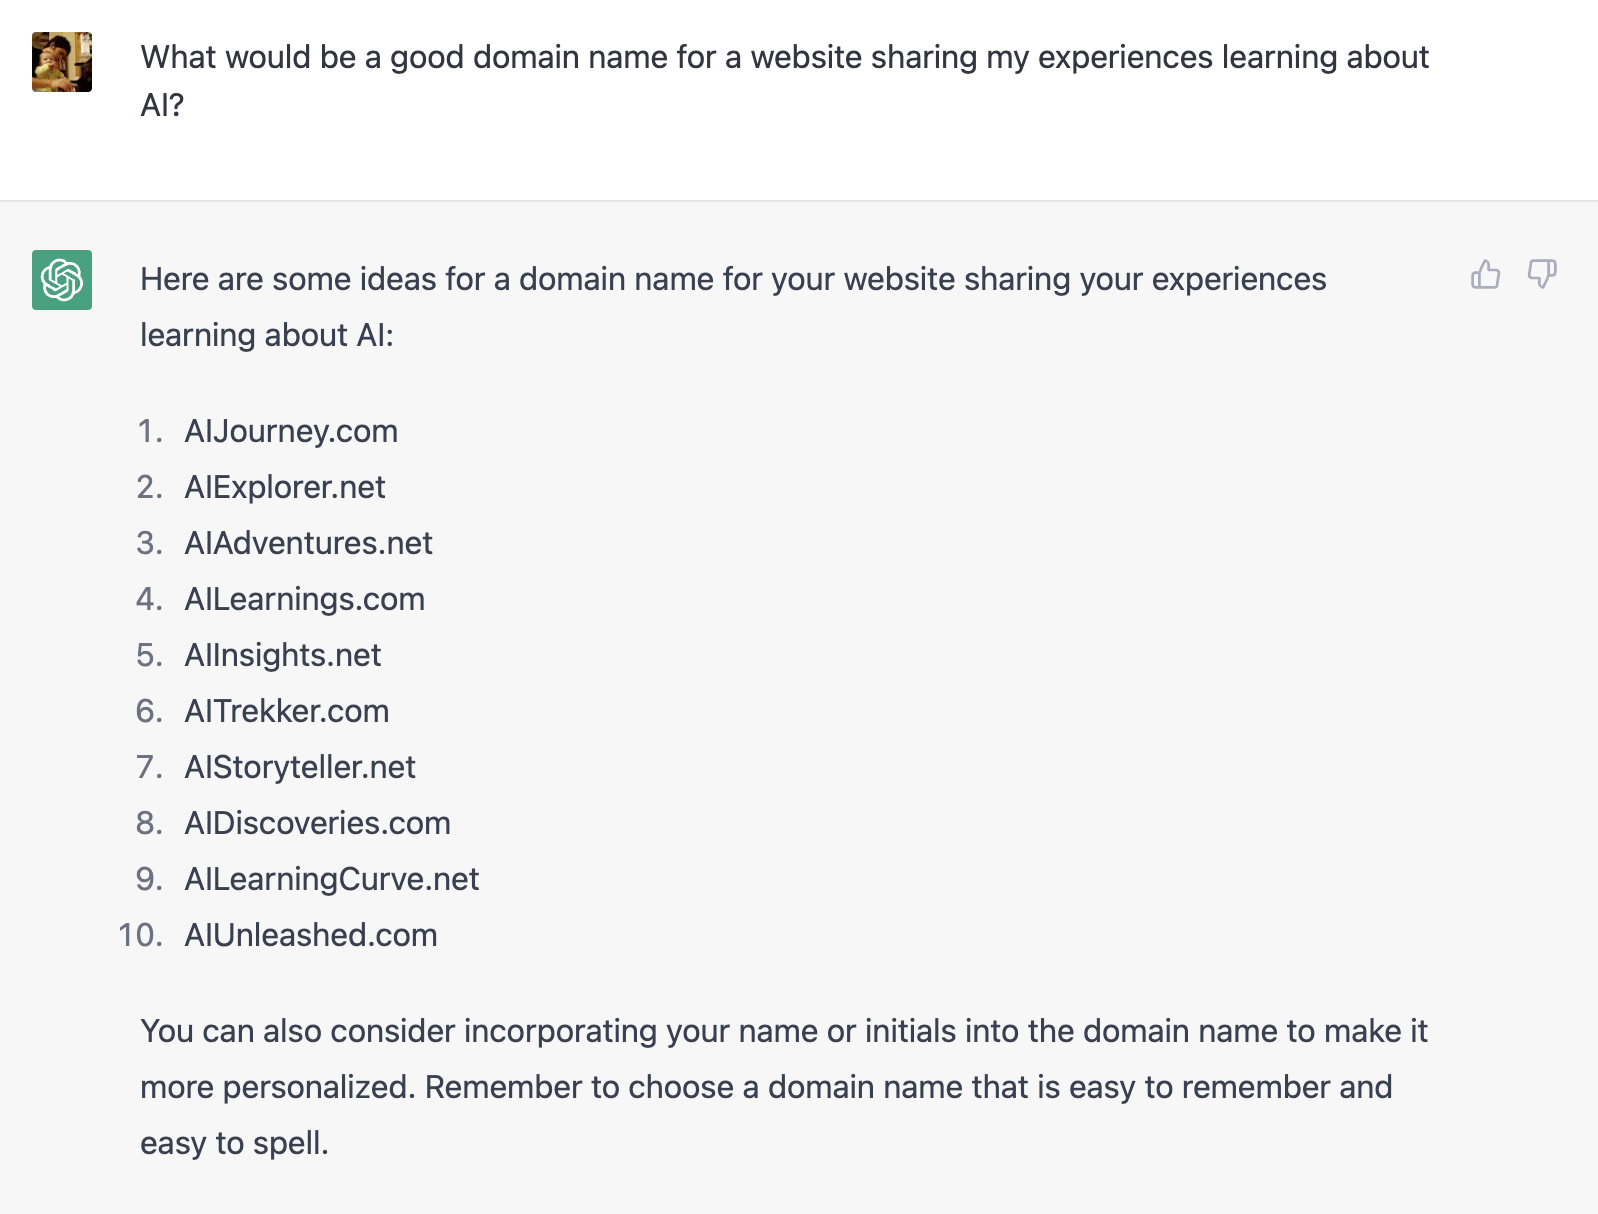 What would be a good domain name for a website sharing my experiences learning about
AI?
Here are some ideas for a domain name for your website sharing your experiences
learning about AI:
1. AIJourney.com
2. AIExplorer.net
3. AIAdventures.net
4. AILearnings.com
5. AIInsights.net
6. AITrekker.com
7. AIStoryteller.net
8. AIDiscoveries.com
9. AILearningCurve.net
10. AIUnleashed.com
You can also consider incorporating your name or initials into the domain name to make it
more personalized. Remember to choose a domain name that is easy to remember and
easy to spell.